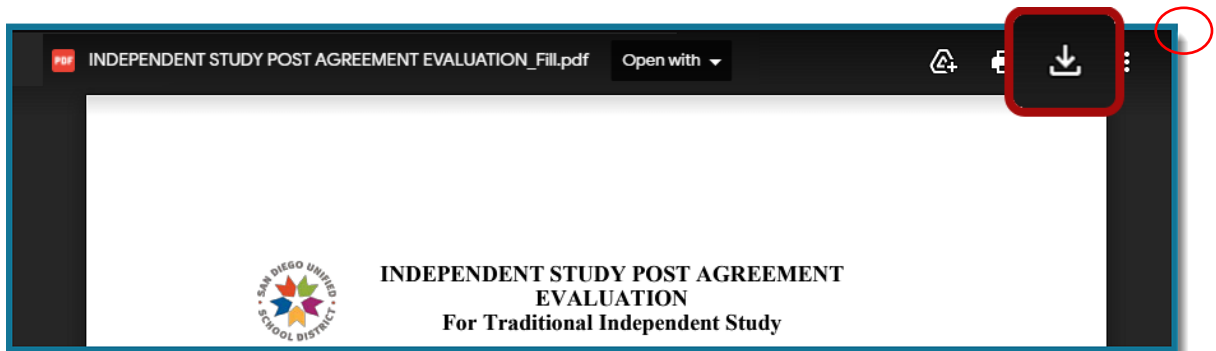 PDF INDEPENDENT STUDY POST AGREEMENT EVALUATION_Fill.pdf Open with
SAN DIEGO UNIFIED
SCHOOL DISTRICT
INDEPENDENT STUDY POST AGREEMENT
EVALUATION
For Traditional Independent Study